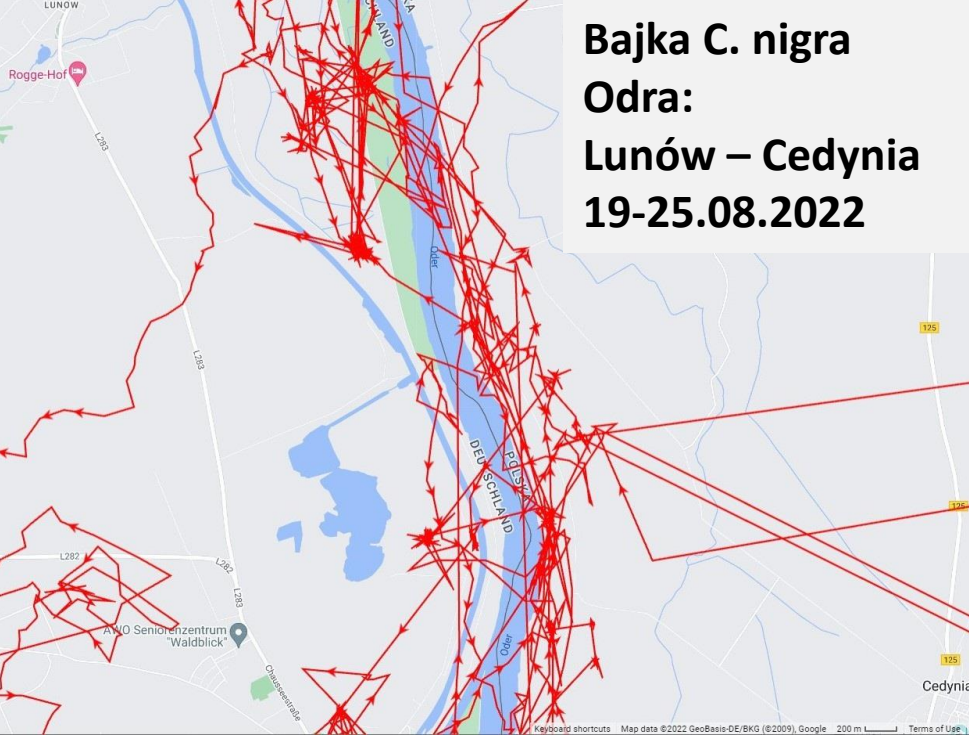 Bajka C. nigra
Odra:
Lunów – Cedynia
19-25.08.2022
LUNOW
Rogge-Hof
L283
Oder
125
L283
DEUTSCHLAND
POLSKA
L282
L282
L283
AWO Seniorenzentrum
"Waldblick"
Oder
125
Chausseestraße
Cedynia
Keyboard shortcuts Map data ©2022 GeoBasis-DE/BKG (©2009), Google 200 m Terms of Use